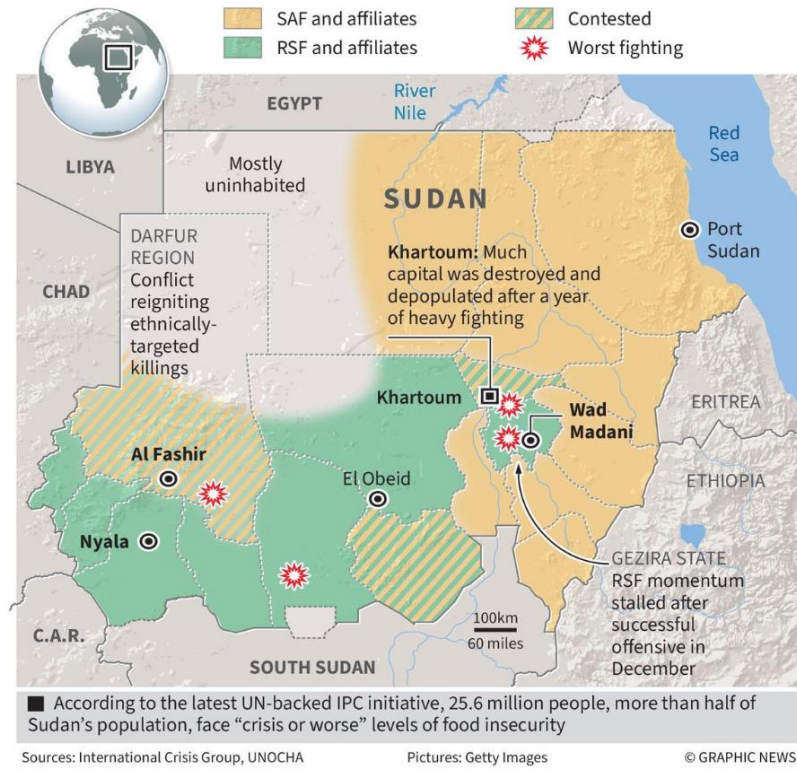 SAF and affiliates
Contested
RSF and affiliates
Worst fighting
EGYPT
River
Nile
Red
Sea
LIBYA
Mostly
uninhabited
SUDAN
Port
Sudan
DARFUR
REGION
Conflict
reigniting
ethnically-
targeted
killings
Khartoum: Much
capital was destroyed and
depopulated after a year
of heavy fighting
CHAD
Khartoum
Wad
Madani
ERITREA
Al Fashir
El Obeid
ETHIOPIA
Nyala
GEZIRA STATE
RSF momentum
stalled after
successful
offensive in
December
100km
60 miles
C.A.R.
SOUTH SUDAN
■ According to the latest UN-backed IPC initiative, 25.6 million people, more than half of
Sudan’s population, face “crisis or worse” levels of food insecurity
Sources: International Crisis Group, UNOCHA
Pictures: Getty Images
© GRAPHIC NEWS